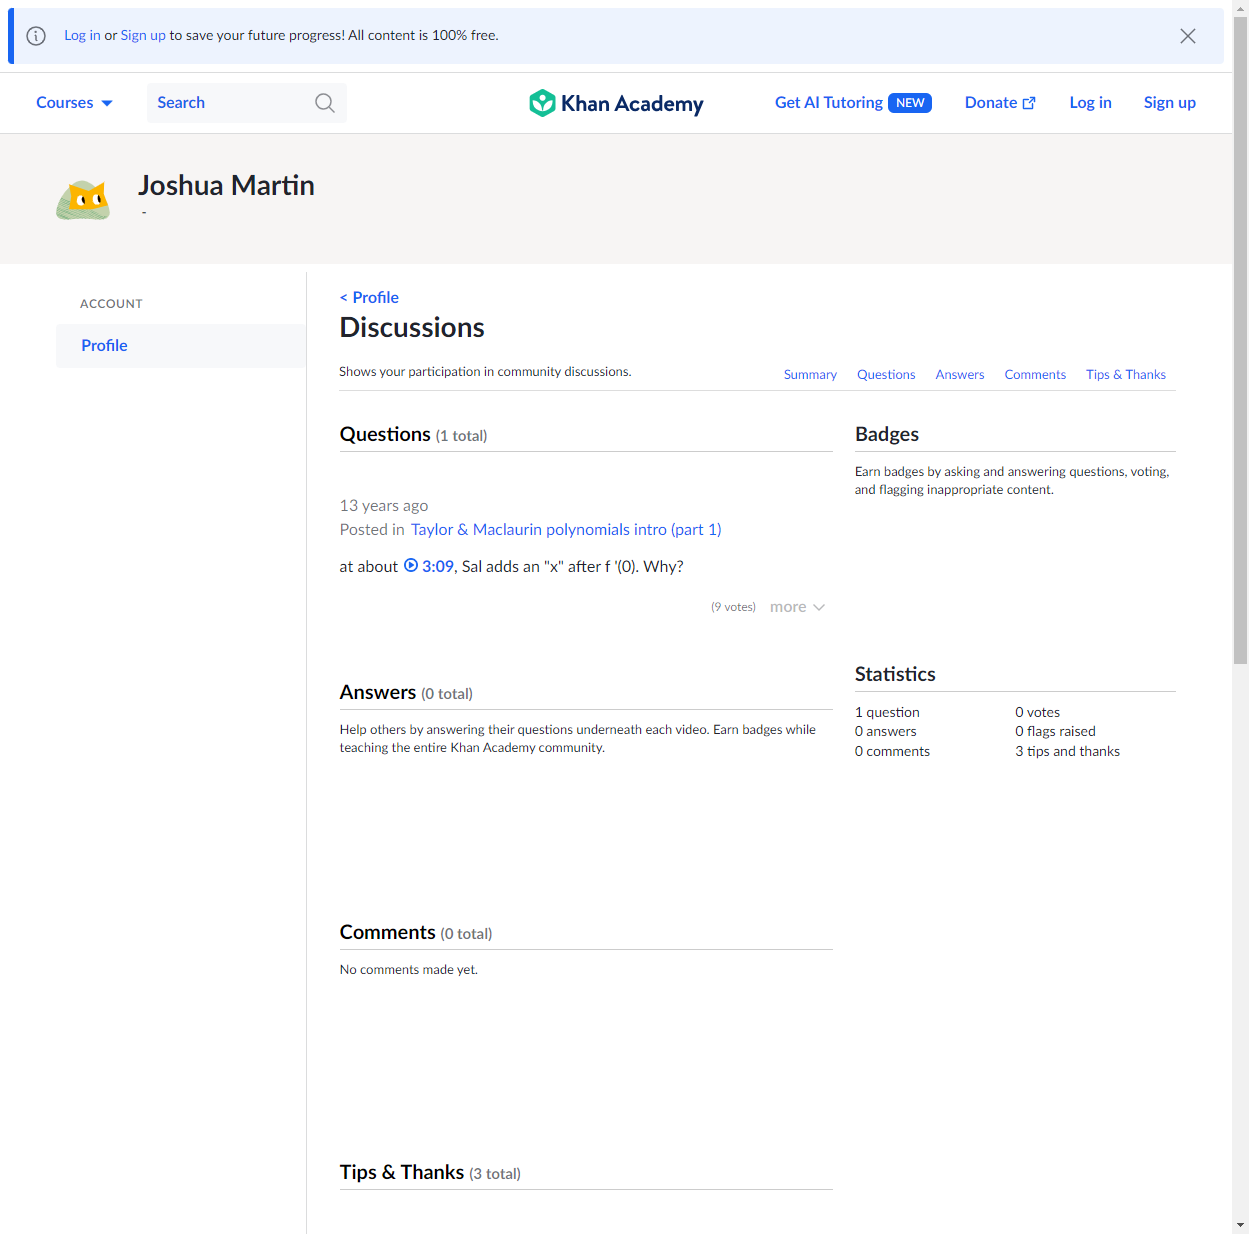 Log in or Sign up to save your future progress! All content is 100% free.
Courses
Search
Khan Academy
Get AI Tutoring NEW
Donate
Log in
Sign up
Joshua Martin
-
ACCOUNT
Profile
< Profile
Discussions
Shows your participation in community discussions.
Summary
Questions
Answers
Comments
Tips & Thanks
Questions (1 total)
13 years ago
Posted in Taylor & Maclaurin polynomials intro (part 1)
at about 3:09, Sal adds an "x" after f '(0). Why?
(9 votes) more
Answers (0 total)
Help others by answering their questions underneath each video. Earn badges while
teaching the entire Khan Academy community.
Comments (0 total)
No comments made yet.
Tips & Thanks (3 total)
Badges
Earn badges by asking and answering questions, voting,
and flagging inappropriate content.
Statistics
1 question
0 answers
0 comments
0 votes
0 flags raised
3 tips and thanks